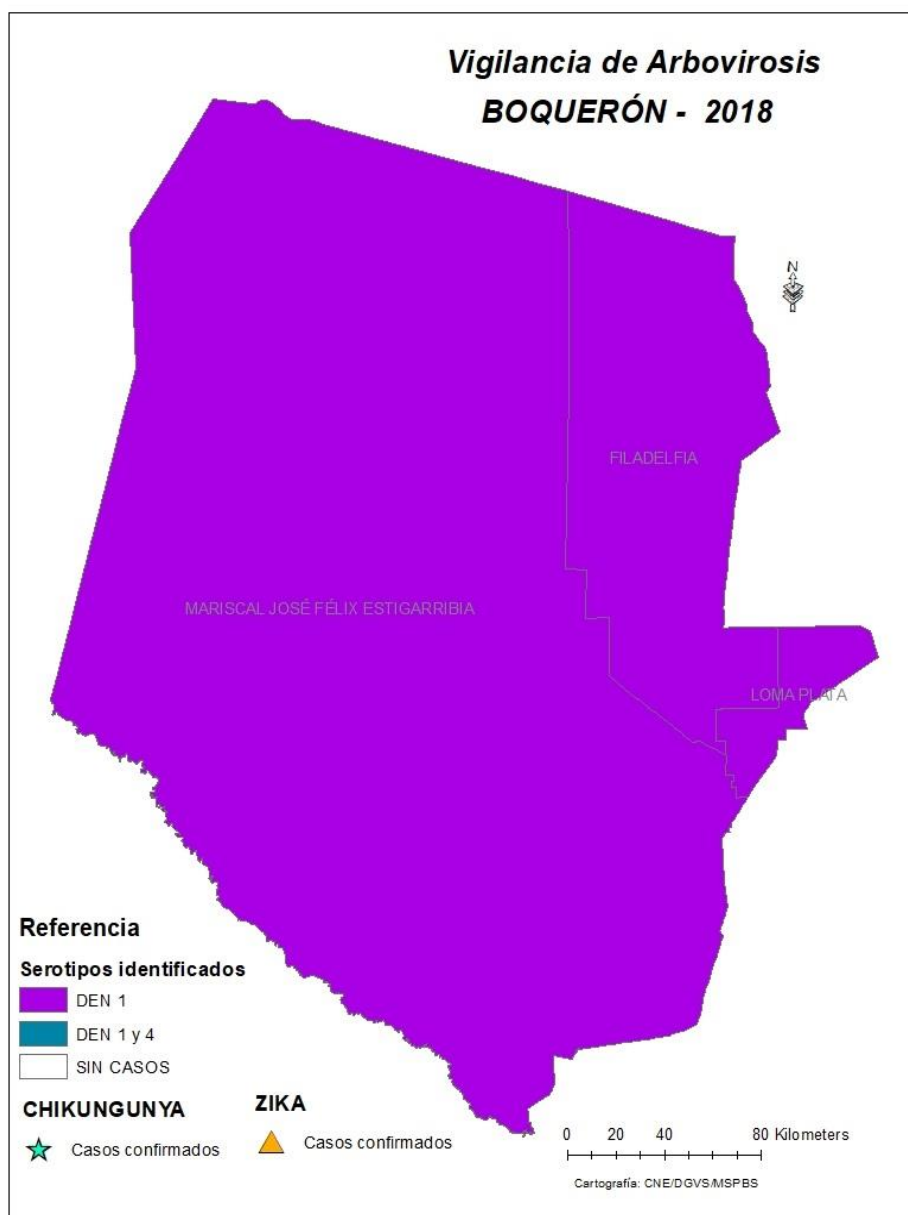 Vigilancia de Arbovirosis
BOQUERÓN - 2018
N
FILADELFIA
MARISCAL JOSÉ FÉLIX ESTIGARRIBIA
LOMA PLATA
Referencia
Serotipos identificados
DEN 1
DEN 1 y 4
SIN CASOS
CHIKUNGUNYA
Casos confirmados
ZIKA
Casos confirmados
0 20 40 80 Kilometers
Cartografía: CNE/DGVS/MSPBS